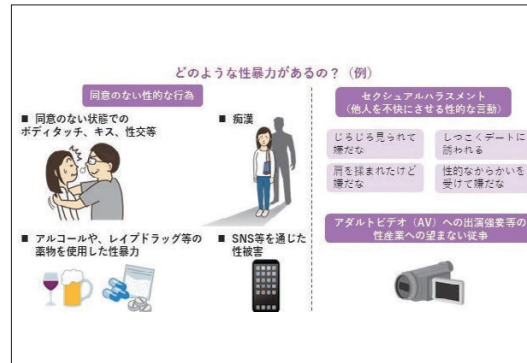 どのような性暴力があるの？（例）
同意のない性的な行為
■ 同意のない状態での
ボディタッチ、キス、性交等
■ 痴漢
■ アルコールや、レイプドラッグ等の
薬物を使用した性暴力
■ SNS等を通じた
性被害
セクシュアルハラスメント
（他人を不快にさせる性的な言動）
じろじろ見られて
嫌だな
しつこくデートに
誘われる
肩を揉まれたけど
嫌だな
性的なからかいを
受けて嫌だな
アダルトビデオ（AV）への出演強要等の
性産業への望まない従事